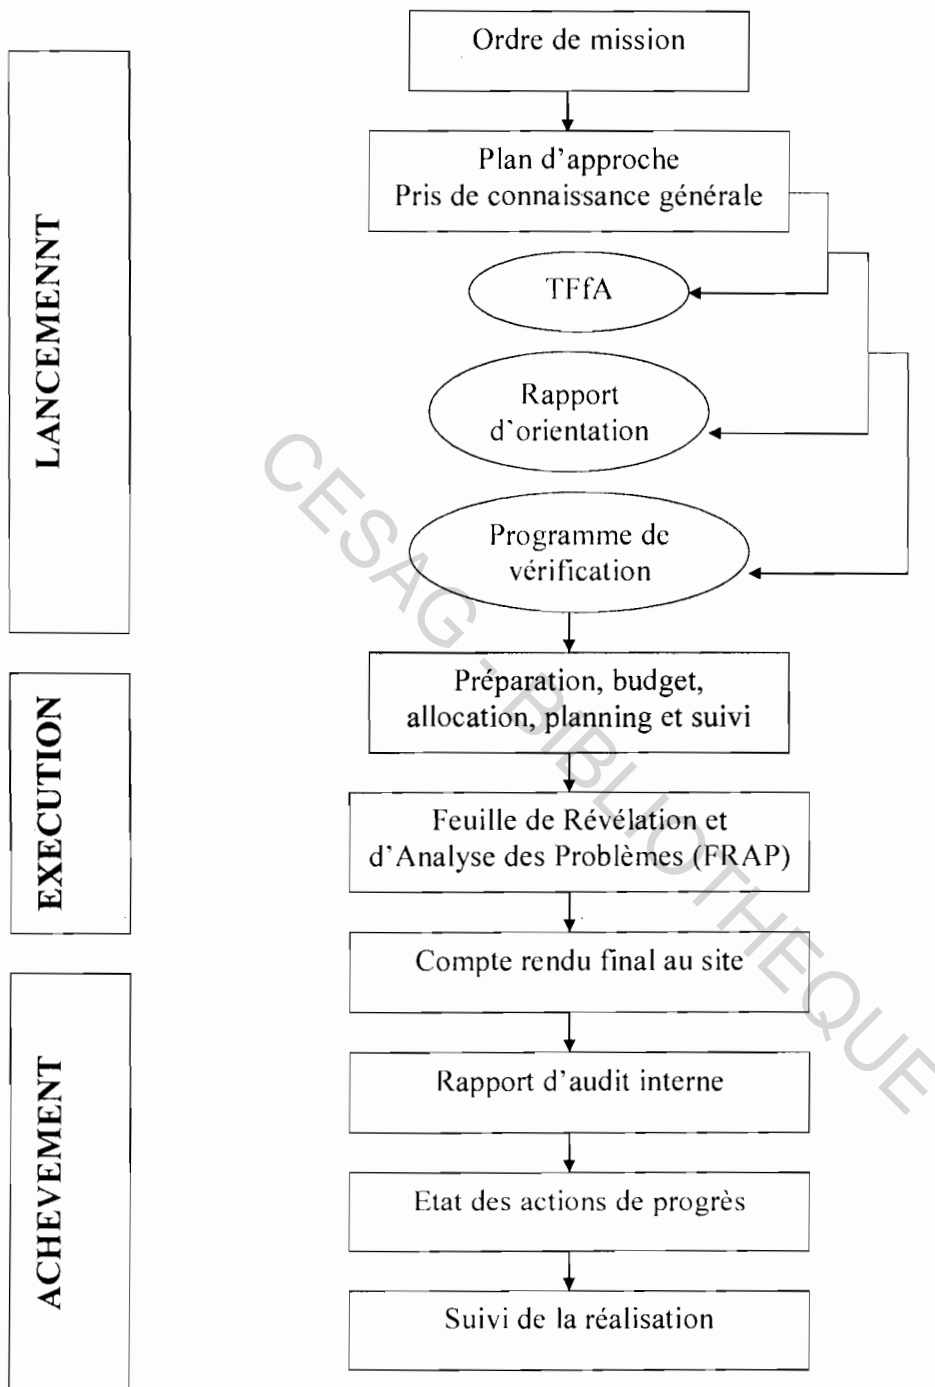 Ordre de mission
LANCEMENNT
Plan d'approche
Pris de connaissance générale
TFfA
Rapport
d'orientation
Programme de
vérification
EXECUTION
Préparation, budget,
allocation, planning et suivi
Feuille de Révélation et
d'Analyse des Problèmes (FRAP)
ACHEVEMENT
Compte rendu final au site
Rapport d'audit interne
Etat des actions de progrès
Suivi de la réalisation
CESAG - BIBLIOTHEQUE